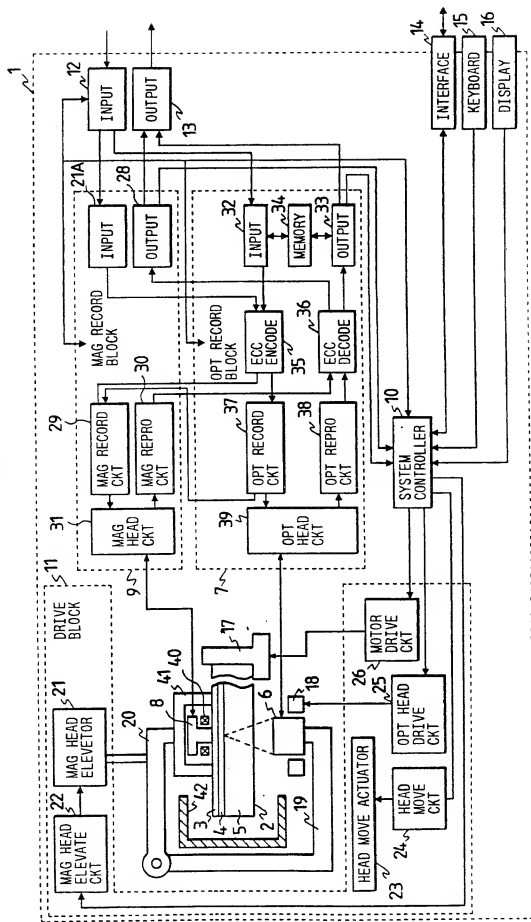 1
12
INPUT
OUTPUT
13
14
INTERFACE
15
KEYBOARD
16
DISPLAY
21A
INPUT
28
OUTPUT
32
INPUT
34
MEMORY
33
OUTPUT
MAG RECORD
BLOCK
OPT RECORD
BLOCK
ECC
ENCODE
35
36
ECC
DECODE
29
MAG RECORD
CKT
30
MAG REPRO
CKT
37
OPT RECORD
CKT
38
OPT REPRO
CKT
31
MAG HEAD
CKT
39
OPT HEAD
CKT
10
SYSTEM
CONTROLLER
9
7
11
DRIVE
BLOCK
21
MAG HEAD
ELEVETOR
22
MAG HEAD
ELEVATE
CKT
20
17
41
40
8
18
6
42
3
4
5
2
19
MOTOR DRIVE
CKT
26
25
OPT HEAD
DRIVE CKT
HEAD
MOVE CKT
24
HEAD MOVE ACTUATOR
23